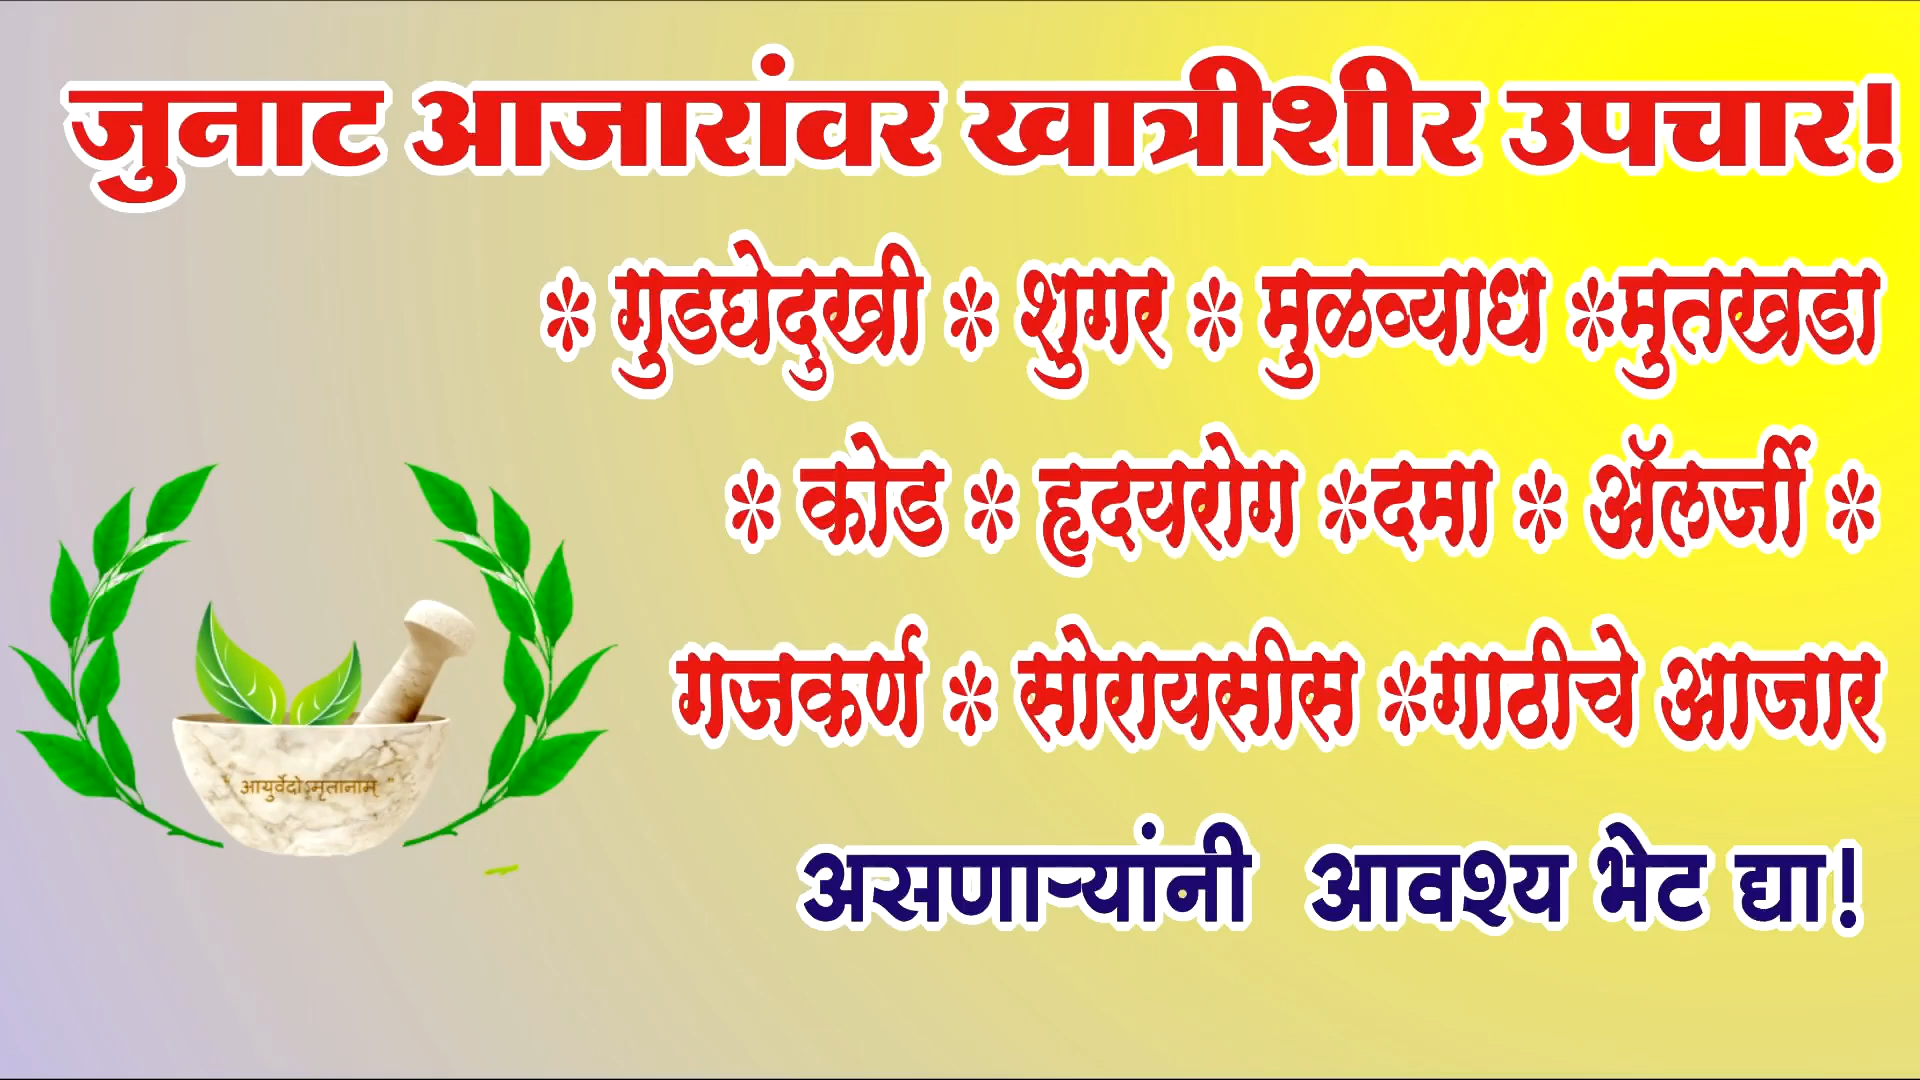 जुनाट आजारांवर खात्रीशीर उपचार!
* गुडघेदुखी * शुगर * मुळव्याध *मुतखडा
* कोड * हृदयरोग *दमा * ॲलर्जी *
गजकर्ण * सोरायसीस *गाठीचे आजार
" आयुर्वेदोऽमृतानाम् "
असणाऱ्यांनी आवश्य भेट द्या!